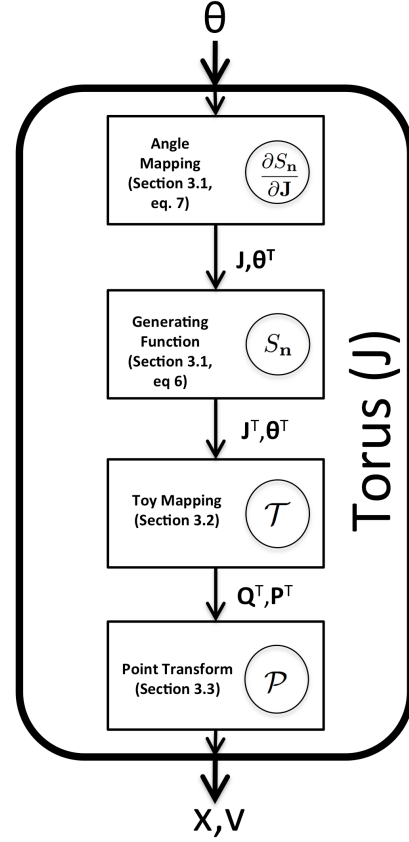 θ
Angle
Mapping
(Section 3.1,
eq. 7)
∂Sₙ
∂J
J,θᵀ
Generating
Function
(Section 3.1,
eq 6)
Sₙ
Jᵀ,θᵀ
Toy Mapping
(Section 3.2)
𝒯
Qᵀ,Pᵀ
Point Transform
(Section 3.3)
𝒫
x,v
Torus (J)